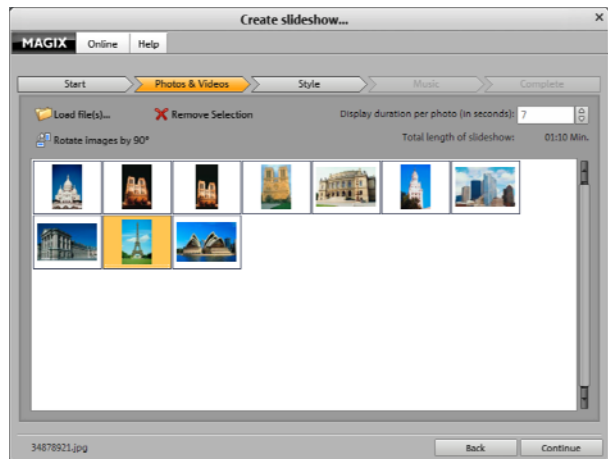 Create slideshow...
MAGIX Online Help
Start Photos & Videos Style Music Complete
Load file(s)... Remove Selection Display duration per photo (in seconds): 7
Rotate images by 90° Total length of slideshow: 01:10 Min.
34878921.jpg Back Continue